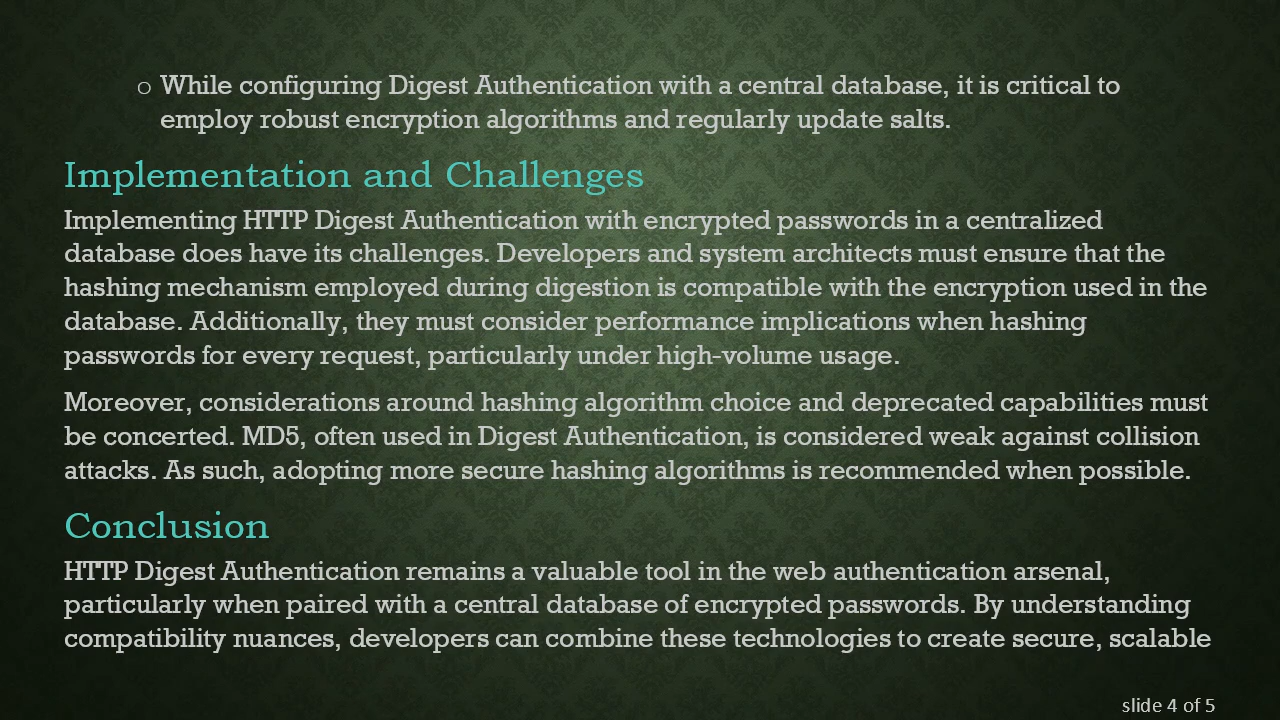 o While configuring Digest Authentication with a central database, it is critical to
employ robust encryption algorithms and regularly update salts.
Implementation and Challenges
Implementing HTTP Digest Authentication with encrypted passwords in a centralized
database does have its challenges. Developers and system architects must ensure that the
hashing mechanism employed during digestion is compatible with the encryption used in the
database. Additionally, they must consider performance implications when hashing
passwords for every request, particularly under high-volume usage.
Moreover, considerations around hashing algorithm choice and deprecated capabilities must
be concerted. MD5, often used in Digest Authentication, is considered weak against collision
attacks. As such, adopting more secure hashing algorithms is recommended when possible.
Conclusion
HTTP Digest Authentication remains a valuable tool in the web authentication arsenal,
particularly when paired with a central database of encrypted passwords. By understanding
compatibility nuances, developers can combine these technologies to create secure, scalable
slide 4 of 5